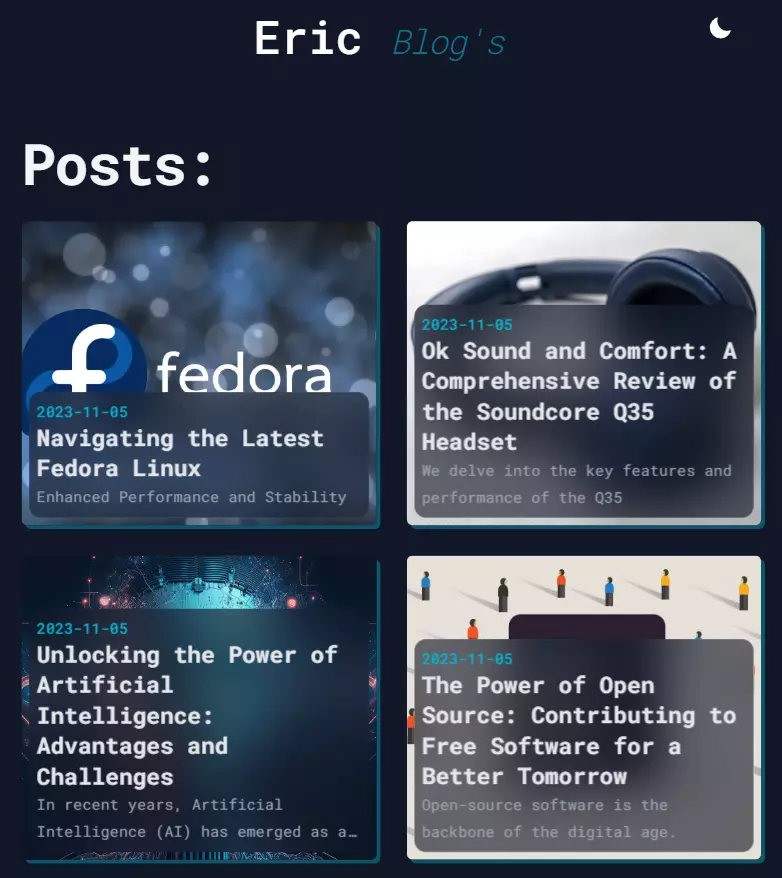 Eric Blog's
Posts:
fedora
2023-11-05
Navigating the Latest
Fedora Linux
Enhanced Performance and Stability
2023-11-05
Ok Sound and Comfort: A
Comprehensive Review of
the Soundcore Q35
Headset
We delve into the key features and
performance of the Q35
2023-11-05
Unlocking the Power of
Artificial
Intelligence:
Advantages and
Challenges
In recent years, Artificial
Intelligence (AI) has emerged as a…
2023-11-05
The Power of Open
Source: Contributing to
Free Software for a
Better Tomorrow
Open-source software is the
backbone of the digital age.